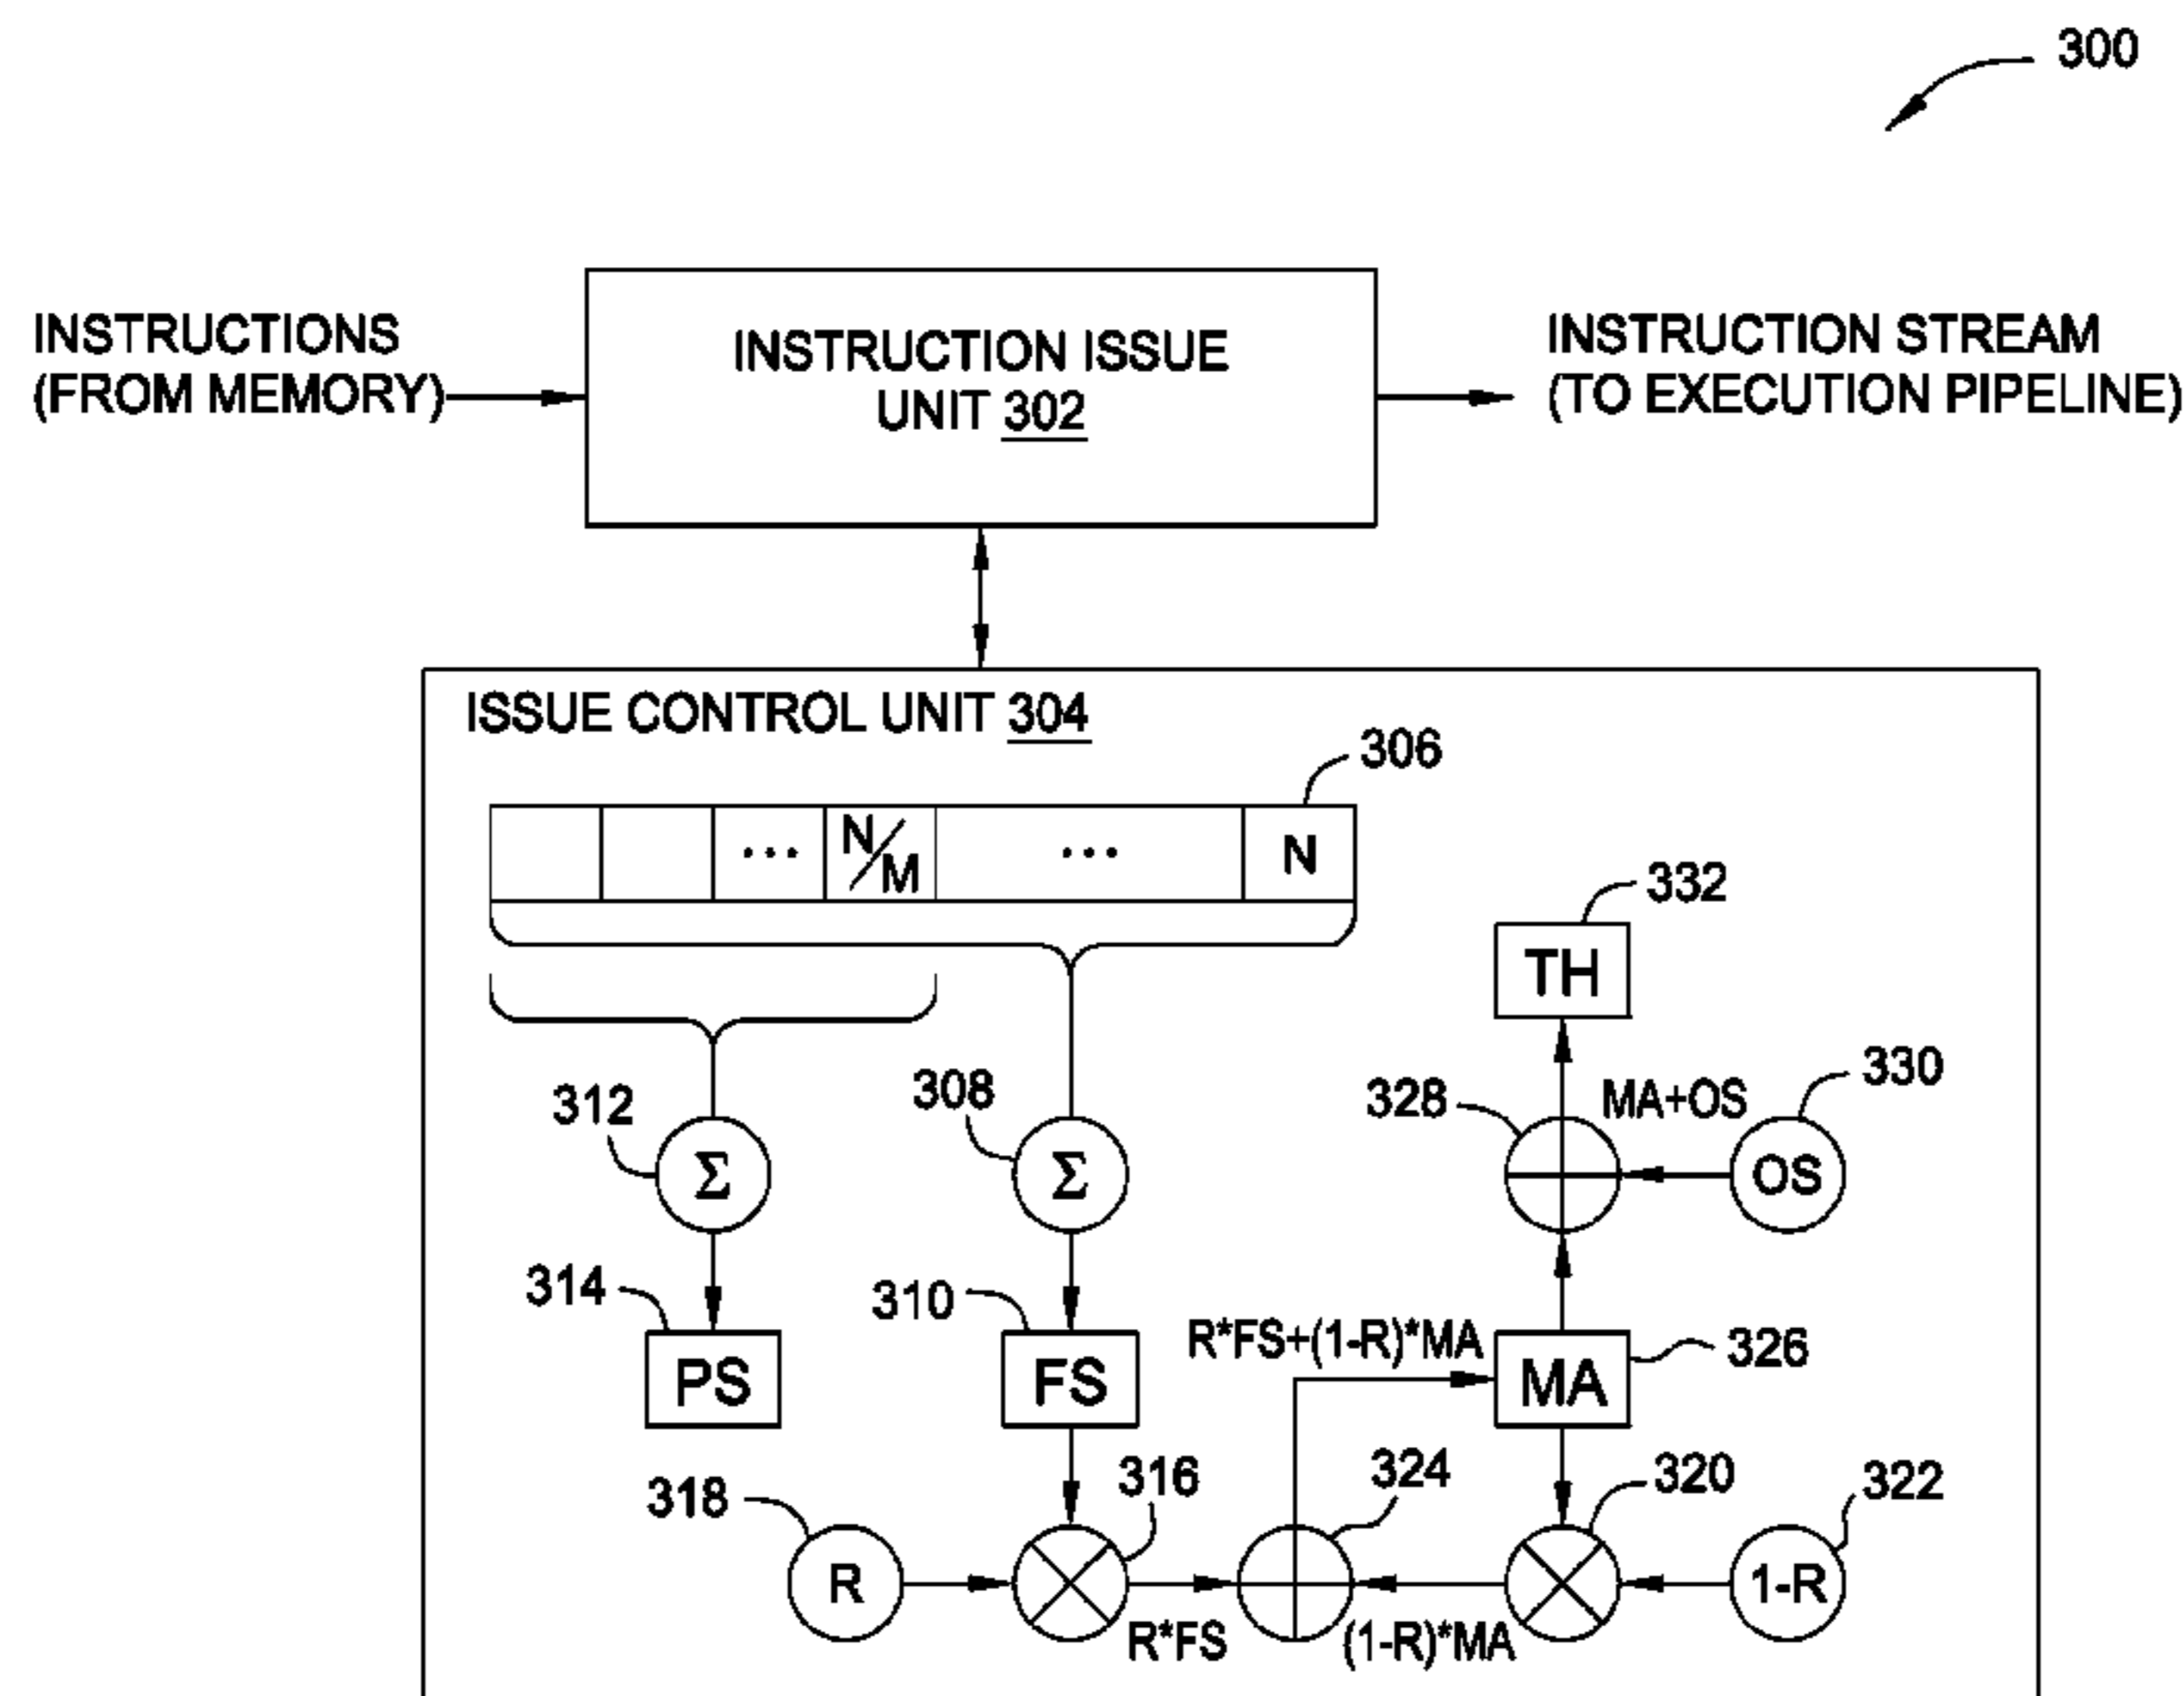 300
INSTRUCTIONS
(FROM MEMORY)
INSTRUCTION ISSUE
UNIT 302
INSTRUCTION STREAM
(TO EXECUTION PIPELINE)
ISSUE CONTROL UNIT 304
306
... N/M ... N
332
TH
312
308
328
MA+OS
330
Σ
Σ
OS
314
310
R*FS+(1-R)*MA
326
PS
FS
MA
318
316
324
320
322
R
1-R
R*FS
(1-R)*MA